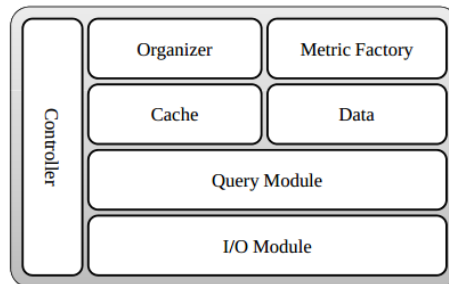 Controller
Organizer
Metric Factory
Cache
Data
Query Module
I/O Module